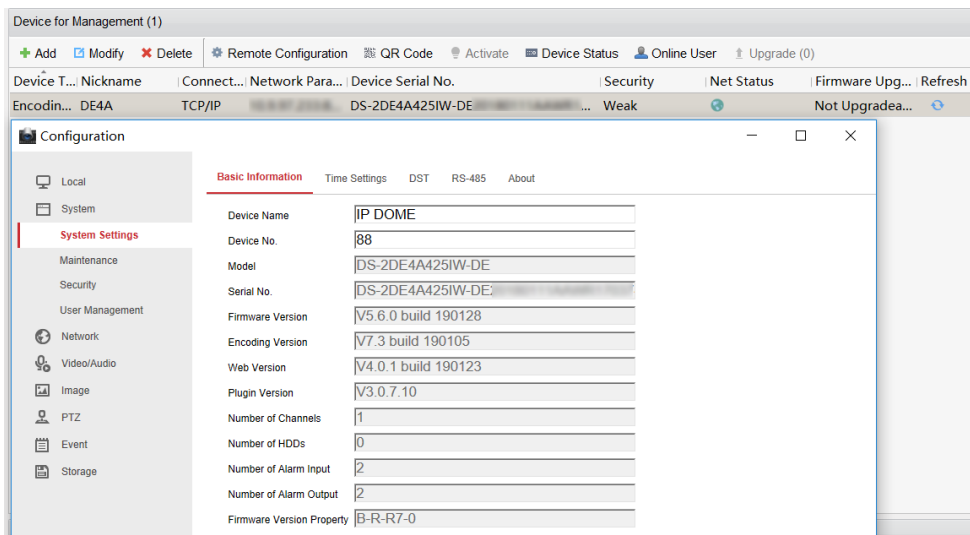 Device for Management (1)
Add Modify Delete Remote Configuration QR Code Activate Device Status Online User Upgrade (0)
Device T... Nickname Connect... Network Para... Device Serial No. Security Net Status Firmware Upg... Refresh
Encodin... DE4A TCP/IP DS-2DE4A425IW-DE ... Weak Not Upgradea...
Configuration
Local
System
System Settings
Maintenance
Security
User Management
Network
Video/Audio
Image
PTZ
Event
Storage
Basic Information Time Settings DST RS-485 About
Device Name IP DOME
Device No. 88
Model DS-2DE4A425IW-DE
Serial No. DS-2DE4A425IW-DE
Firmware Version V5.6.0 build 190128
Encoding Version V7.3 build 190105
Web Version V4.0.1 build 190123
Plugin Version V3.0.7.10
Number of Channels 1
Number of HDDs 0
Number of Alarm Input 2
Number of Alarm Output 2
Firmware Version Property B-R-R7-0